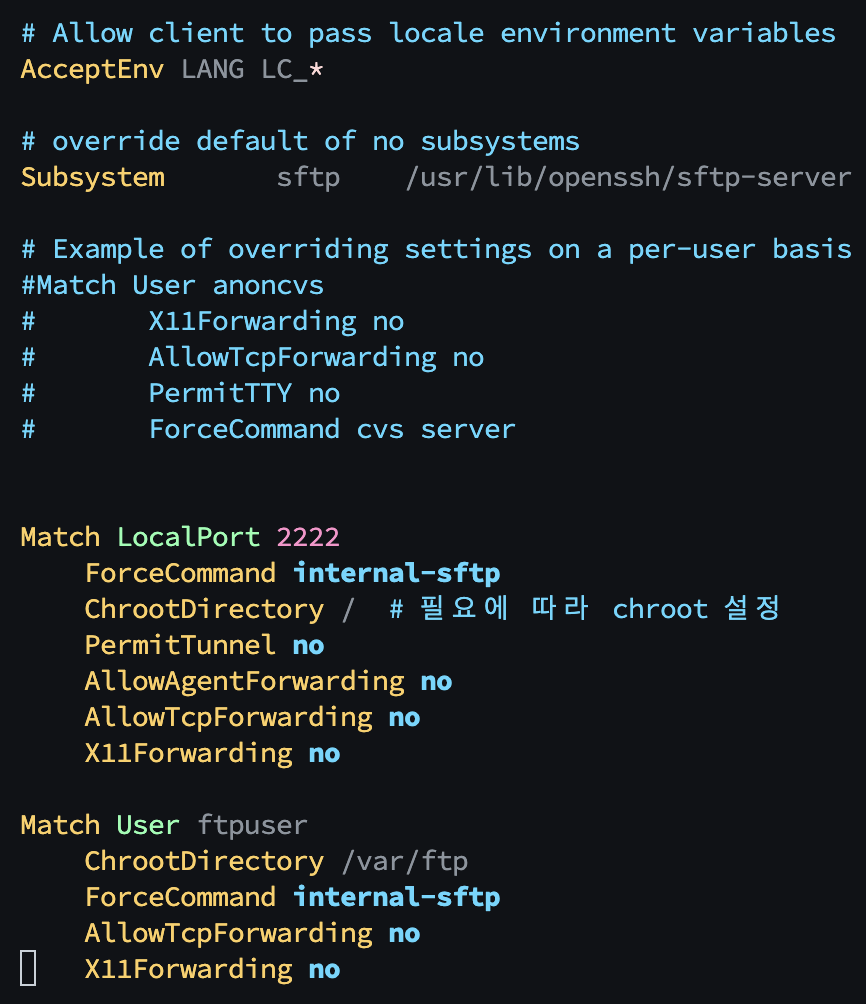 # Allow client to pass locale environment variables
AcceptEnv LANG LC_*
# override default of no subsystems
Subsystem       sftp    /usr/lib/openssh/sftp-server
# Example of overriding settings on a per-user basis
#Match User anoncvs
#       X11Forwarding no
#       AllowTcpForwarding no
#       PermitTTY no
#       ForceCommand cvs server
Match LocalPort 2222
    ForceCommand internal-sftp
    ChrootDirectory /  # 필요에 따라 chroot 설정
    PermitTunnel no
    AllowAgentForwarding no
    AllowTcpForwarding no
    X11Forwarding no
Match User ftpuser
    ChrootDirectory /var/ftp
    ForceCommand internal-sftp
    AllowTcpForwarding no
    X11Forwarding no